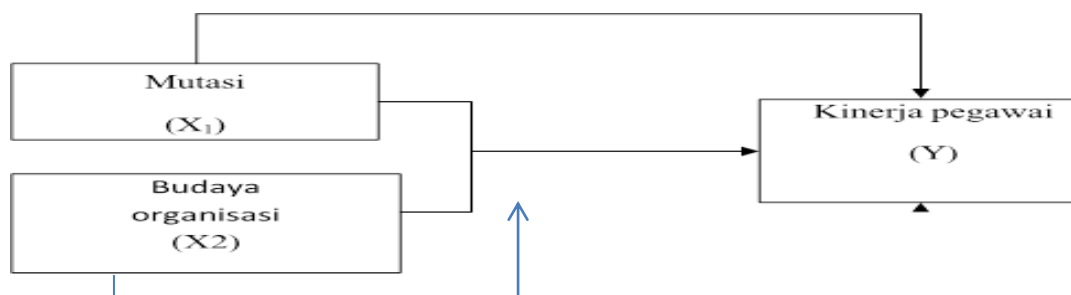 Mutasi
(X₁)
Budaya
organisasi
(X2)
Kinerja pegawai
(Y)